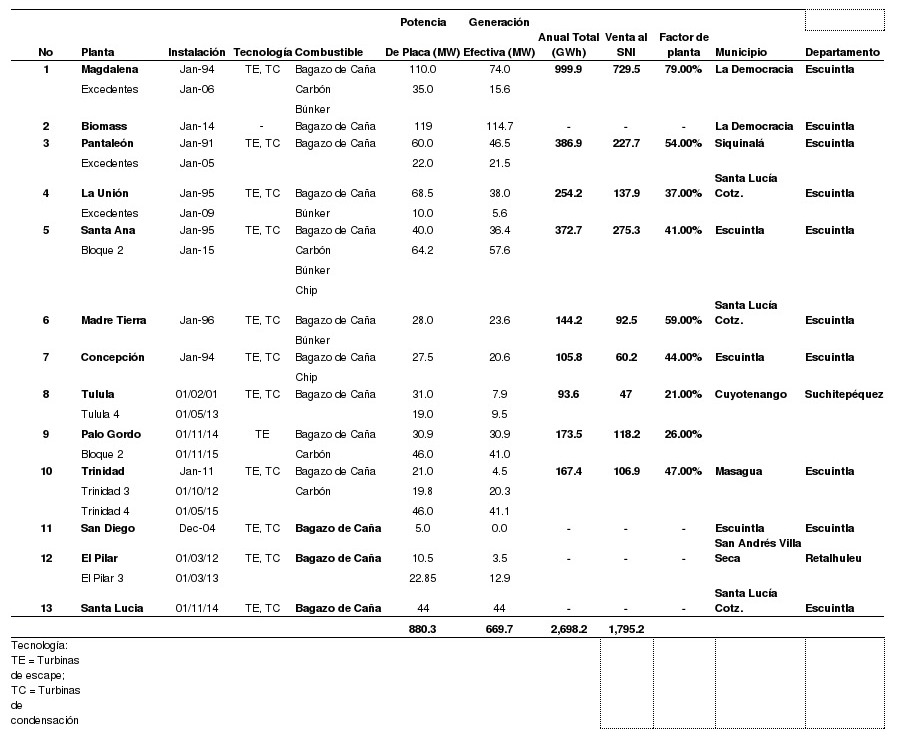 Potencia Generación
Anual Total Venta al Factor de
No Planta Instalación Tecnología Combustible De Placa (MW) Efectiva (MW) (GWh) SNI planta Municipio Departamento
1 Magdalena Jan-94 TE, TC Bagazo de Caña 110.0 74.0 999.9 729.5 79.00% La Democracia Escuintla
Excedentes Jan-06 Carbón 35.0 15.6
Búnker
2 Biomass Jan-14 - Bagazo de Caña 119 114.7 - - - La Democracia Escuintla
3 Pantaleón Jan-91 TE, TC Bagazo de Caña 60.0 46.5 386.9 227.7 54.00% Siquinalá Escuintla
Excedentes Jan-05 22.0 21.5
Santa Lucía
4 La Unión Jan-95 TE, TC Bagazo de Caña 68.5 38.0 254.2 137.9 37.00% Cotz. Escuintla
Excedentes Jan-09 Búnker 10.0 5.6
5 Santa Ana Jan-95 TE, TC Bagazo de Caña 40.0 36.4 372.7 275.3 41.00% Escuintla Escuintla
Bloque 2 Jan-15 Carbón 64.2 57.6
Búnker
Chip
Santa Lucía
6 Madre Tierra Jan-96 TE, TC Bagazo de Caña 28.0 23.6 144.2 92.5 59.00% Cotz. Escuintla
Búnker
7 Concepción Jan-94 TE, TC Bagazo de Caña 27.5 20.6 105.8 60.2 44.00% Escuintla Escuintla
Chip
8 Tulula 01/02/01 TE, TC Bagazo de Caña 31.0 7.9 93.6 47 21.00% Cuyotenango Suchitepéquez
Tulula 4 01/05/13 19.0 9.5
9 Palo Gordo 01/11/14 TE Bagazo de Caña 30.9 30.9 173.5 118.2 26.00%
Bloque 2 01/11/15 Carbón 46.0 41.0
10 Trinidad Jan-11 TE, TC Bagazo de Caña 21.0 4.5 167.4 106.9 47.00% Masagua Escuintla
Trinidad 3 01/10/12 Carbón 19.8 20.3
Trinidad 4 01/05/15 46.0 41.1
11 San Diego Dec-04 TE, TC Bagazo de Caña 5.0 0.0 - - - Escuintla Escuintla
San Andrés Villa
12 El Pilar 01/03/12 TE, TC Bagazo de Caña 10.5 3.5 - - - Seca Retalhuleu
El Pilar 3 01/03/13 22.85 12.9
Santa Lucía
13 Santa Lucia 01/11/14 TE, TC Bagazo de Caña 44 44 - - - Cotz. Escuintla
880.3 669.7 2,698.2 1,795.2
Tecnología:
TE = Turbinas
de escape;
TC = Turbinas
de
condensación